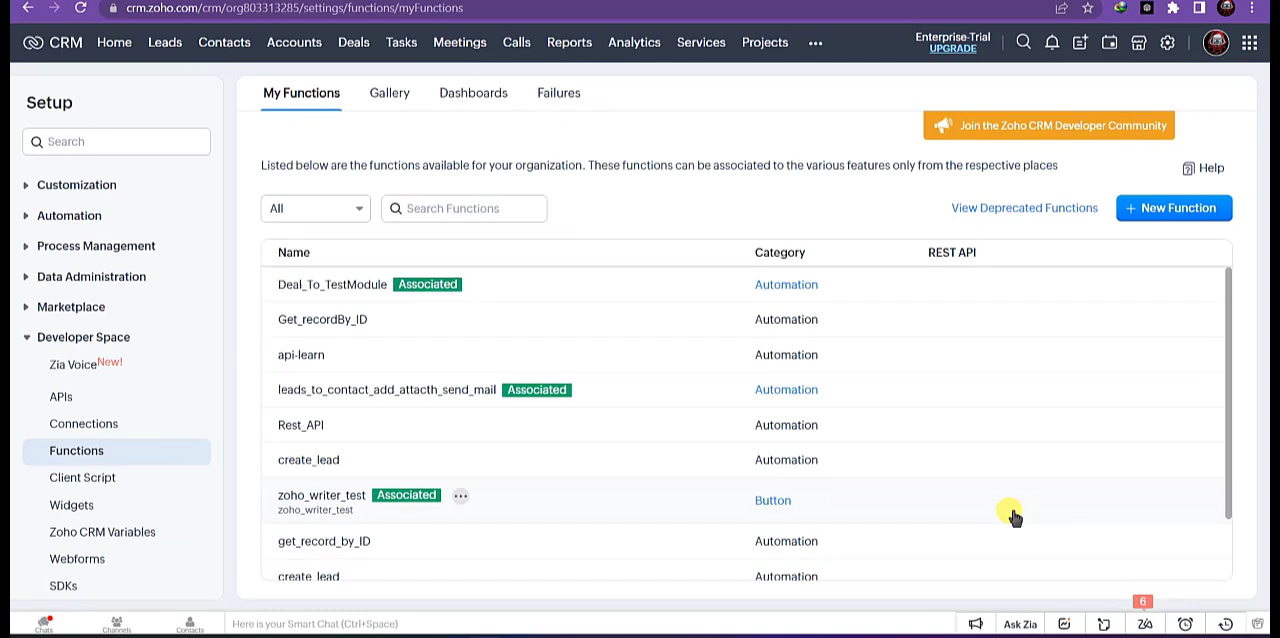 crm.zoho.com/crm/org803313285/settings/functions/myFunctions
CRM Home Leads Contacts Accounts Deals Tasks Meetings Calls Reports Analytics Services Projects ••• Enterprise-Trial
UPGRADE
Setup
Search
Customization
Automation
Process Management
Data Administration
Marketplace
Developer Space
Zia Voice New!
APIs
Connections
Functions
Client Script
Widgets
Zoho CRM Variables
Webforms
SDKs
My Functions Gallery Dashboards Failures
Join the Zoho CRM Developer Community
Listed below are the functions available for your organization. These functions can be associated to the various features only from the respective places
Help
All Search Functions View Deprecated Functions + New Function
Name Category REST API
Deal_To_TestModule Associated Automation
Get_recordBy_ID Automation
api-learn Automation
leads_to_contact_add_attacth_send_mail Associated Automation
Rest_API Automation
create_lead Automation
zoho_writer_test Associated ••• Button
zoho_writer_test
get_record_by_ID Automation
create_lead Automation
6
Chats Channels Contacts Here is your Smart Chat (Ctrl+Space) Ask Zia